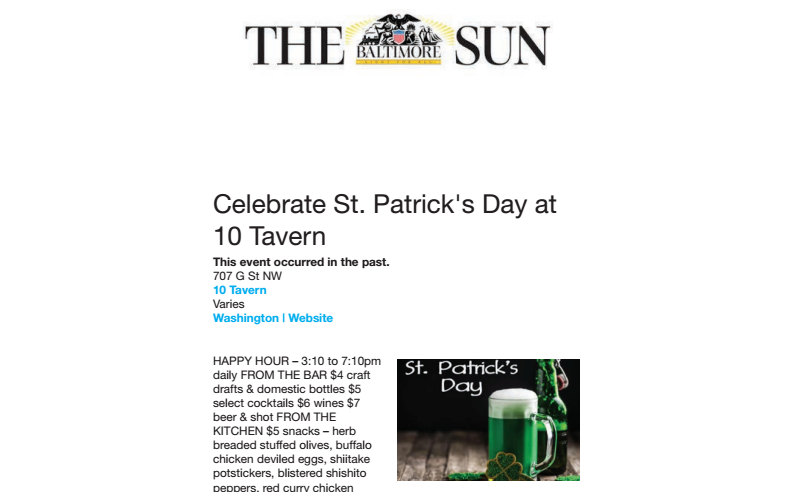 THE BALTIMORE SUN
Celebrate St. Patrick's Day at
10 Tavern
This event occurred in the past.
707 G St NW
10 Tavern
Varies
Washington | Website
HAPPY HOUR – 3:10 to 7:10pm
daily FROM THE BAR $4 craft
drafts & domestic bottles $5
select cocktails $6 wines $7
beer & shot FROM THE
KITCHEN $5 snacks – herb
breaded stuffed olives, buffalo
chicken deviled eggs, shiitake
potstickers, blistered shishito
peppers, red curry chicken
St. Patrick's
Day